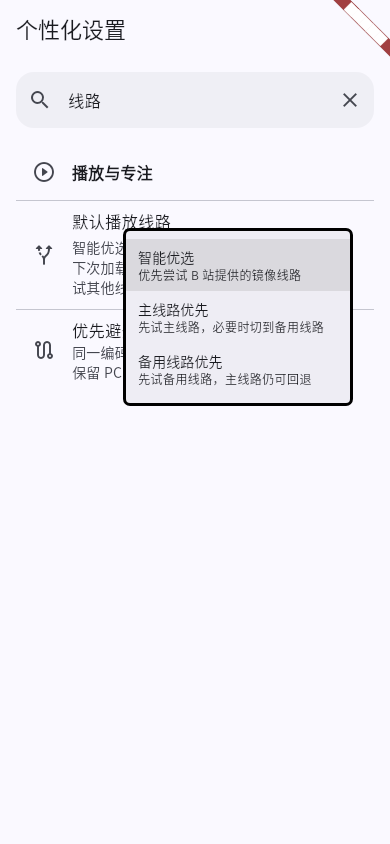 个性化设置
线路
播放与专注
默认播放线路
智能优选
下次加载
试其他线
智能优选
优先尝试 B 站提供的镜像线路
主线路优先
先试主线路，必要时切到备用线路
备用线路优先
先试备用线路，主线路仍可回退
优先避
同一编码
保留 PC